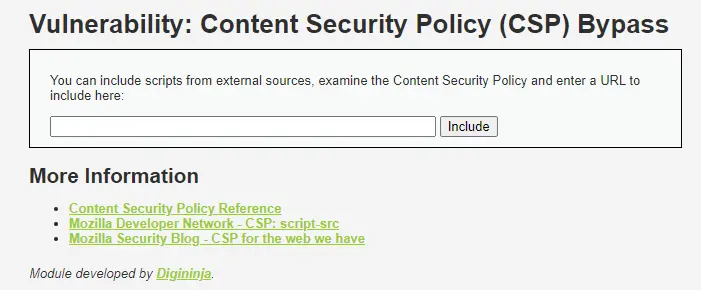 Vulnerability: Content Security Policy (CSP) Bypass
You can include scripts from external sources, examine the Content Security Policy and enter a URL to
include here:
Include
More Information
Content Security Policy Reference
Mozilla Developer Network - CSP: script-src
Mozilla Security Blog - CSP for the web we have
Module developed by Digininja.